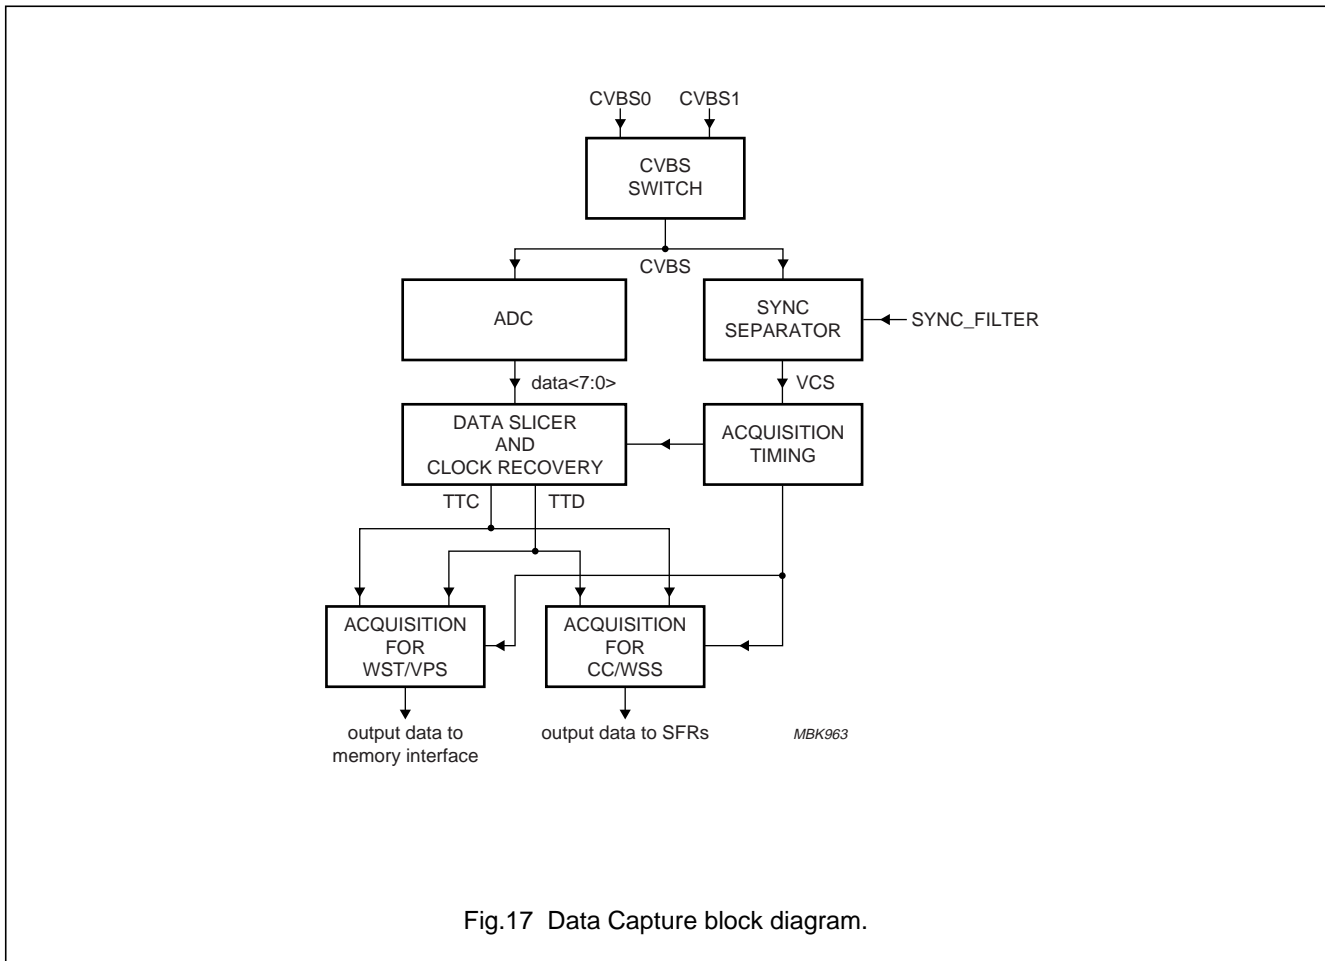 CVBS0 CVBS1
CVBS
SWITCH
CVBS
ADC
SYNC
SEPARATOR
SYNC_FILTER
data<7:0>
VCS
DATA SLICER
AND
CLOCK RECOVERY
ACQUISITION
TIMING
TTC TTD
ACQUISITION
FOR
WST/VPS
ACQUISITION
FOR
CC/WSS
output data to
memory interface
output data to SFRs
MBK963
Fig.17 Data Capture block diagram.